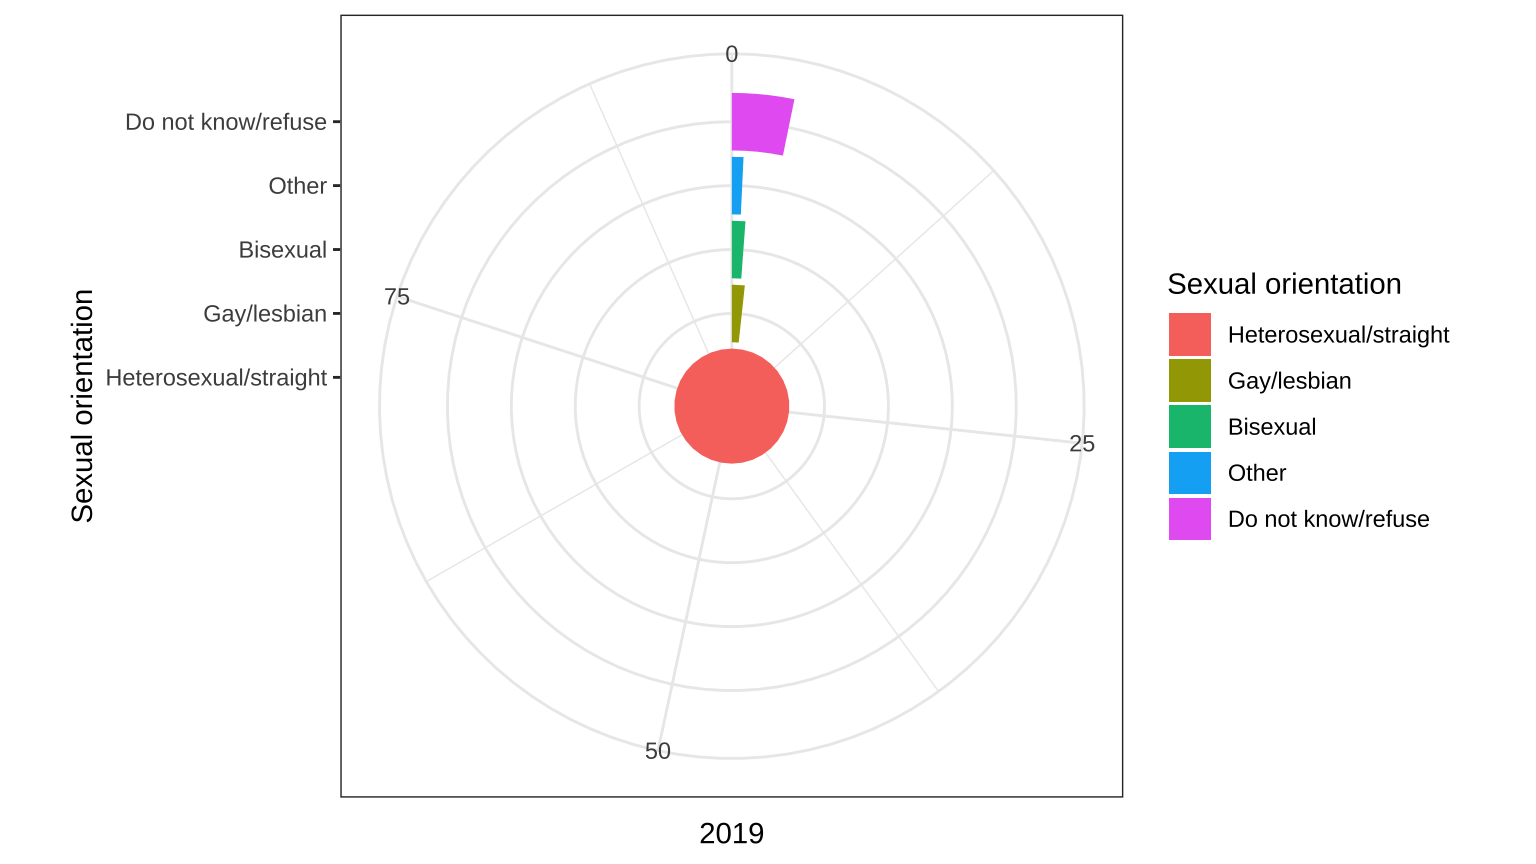 0
Do not know/refuse
Other
Bisexual
75
Gay/lesbian
Heterosexual/straight
25
50
Sexual orientation
2019
Sexual orientation
Heterosexual/straight
Gay/lesbian
Bisexual
Other
Do not know/refuse